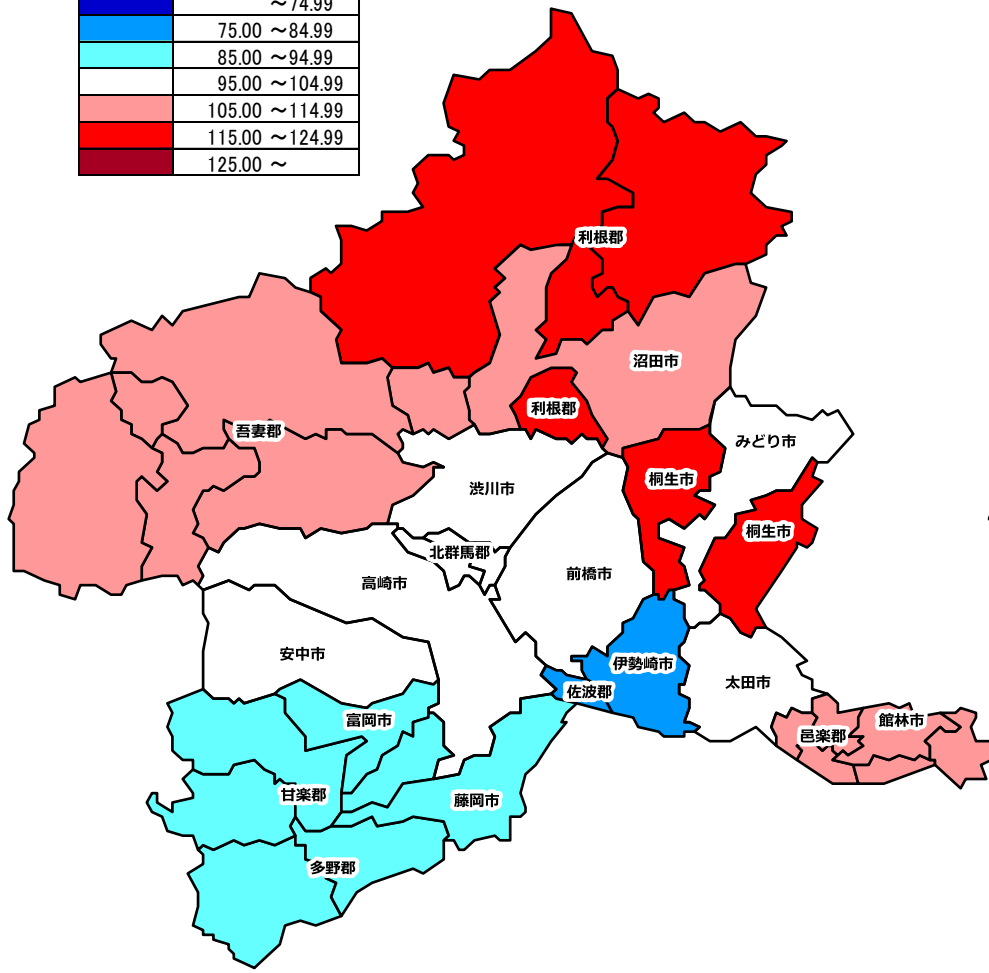 ～74.99
75.00 ～84.99
85.00 ～94.99
95.00 ～104.99
105.00 ～114.99
115.00 ～124.99
125.00 ～
利根郡
沼田市
利根郡
吾妻郡
みどり市
桐生市
渋川市
桐生市
北群馬郡
前橋市
高崎市
安中市
伊勢崎市
太田市
佐波郡
富岡市
館林市
邑楽郡
甘楽郡
藤岡市
多野郡